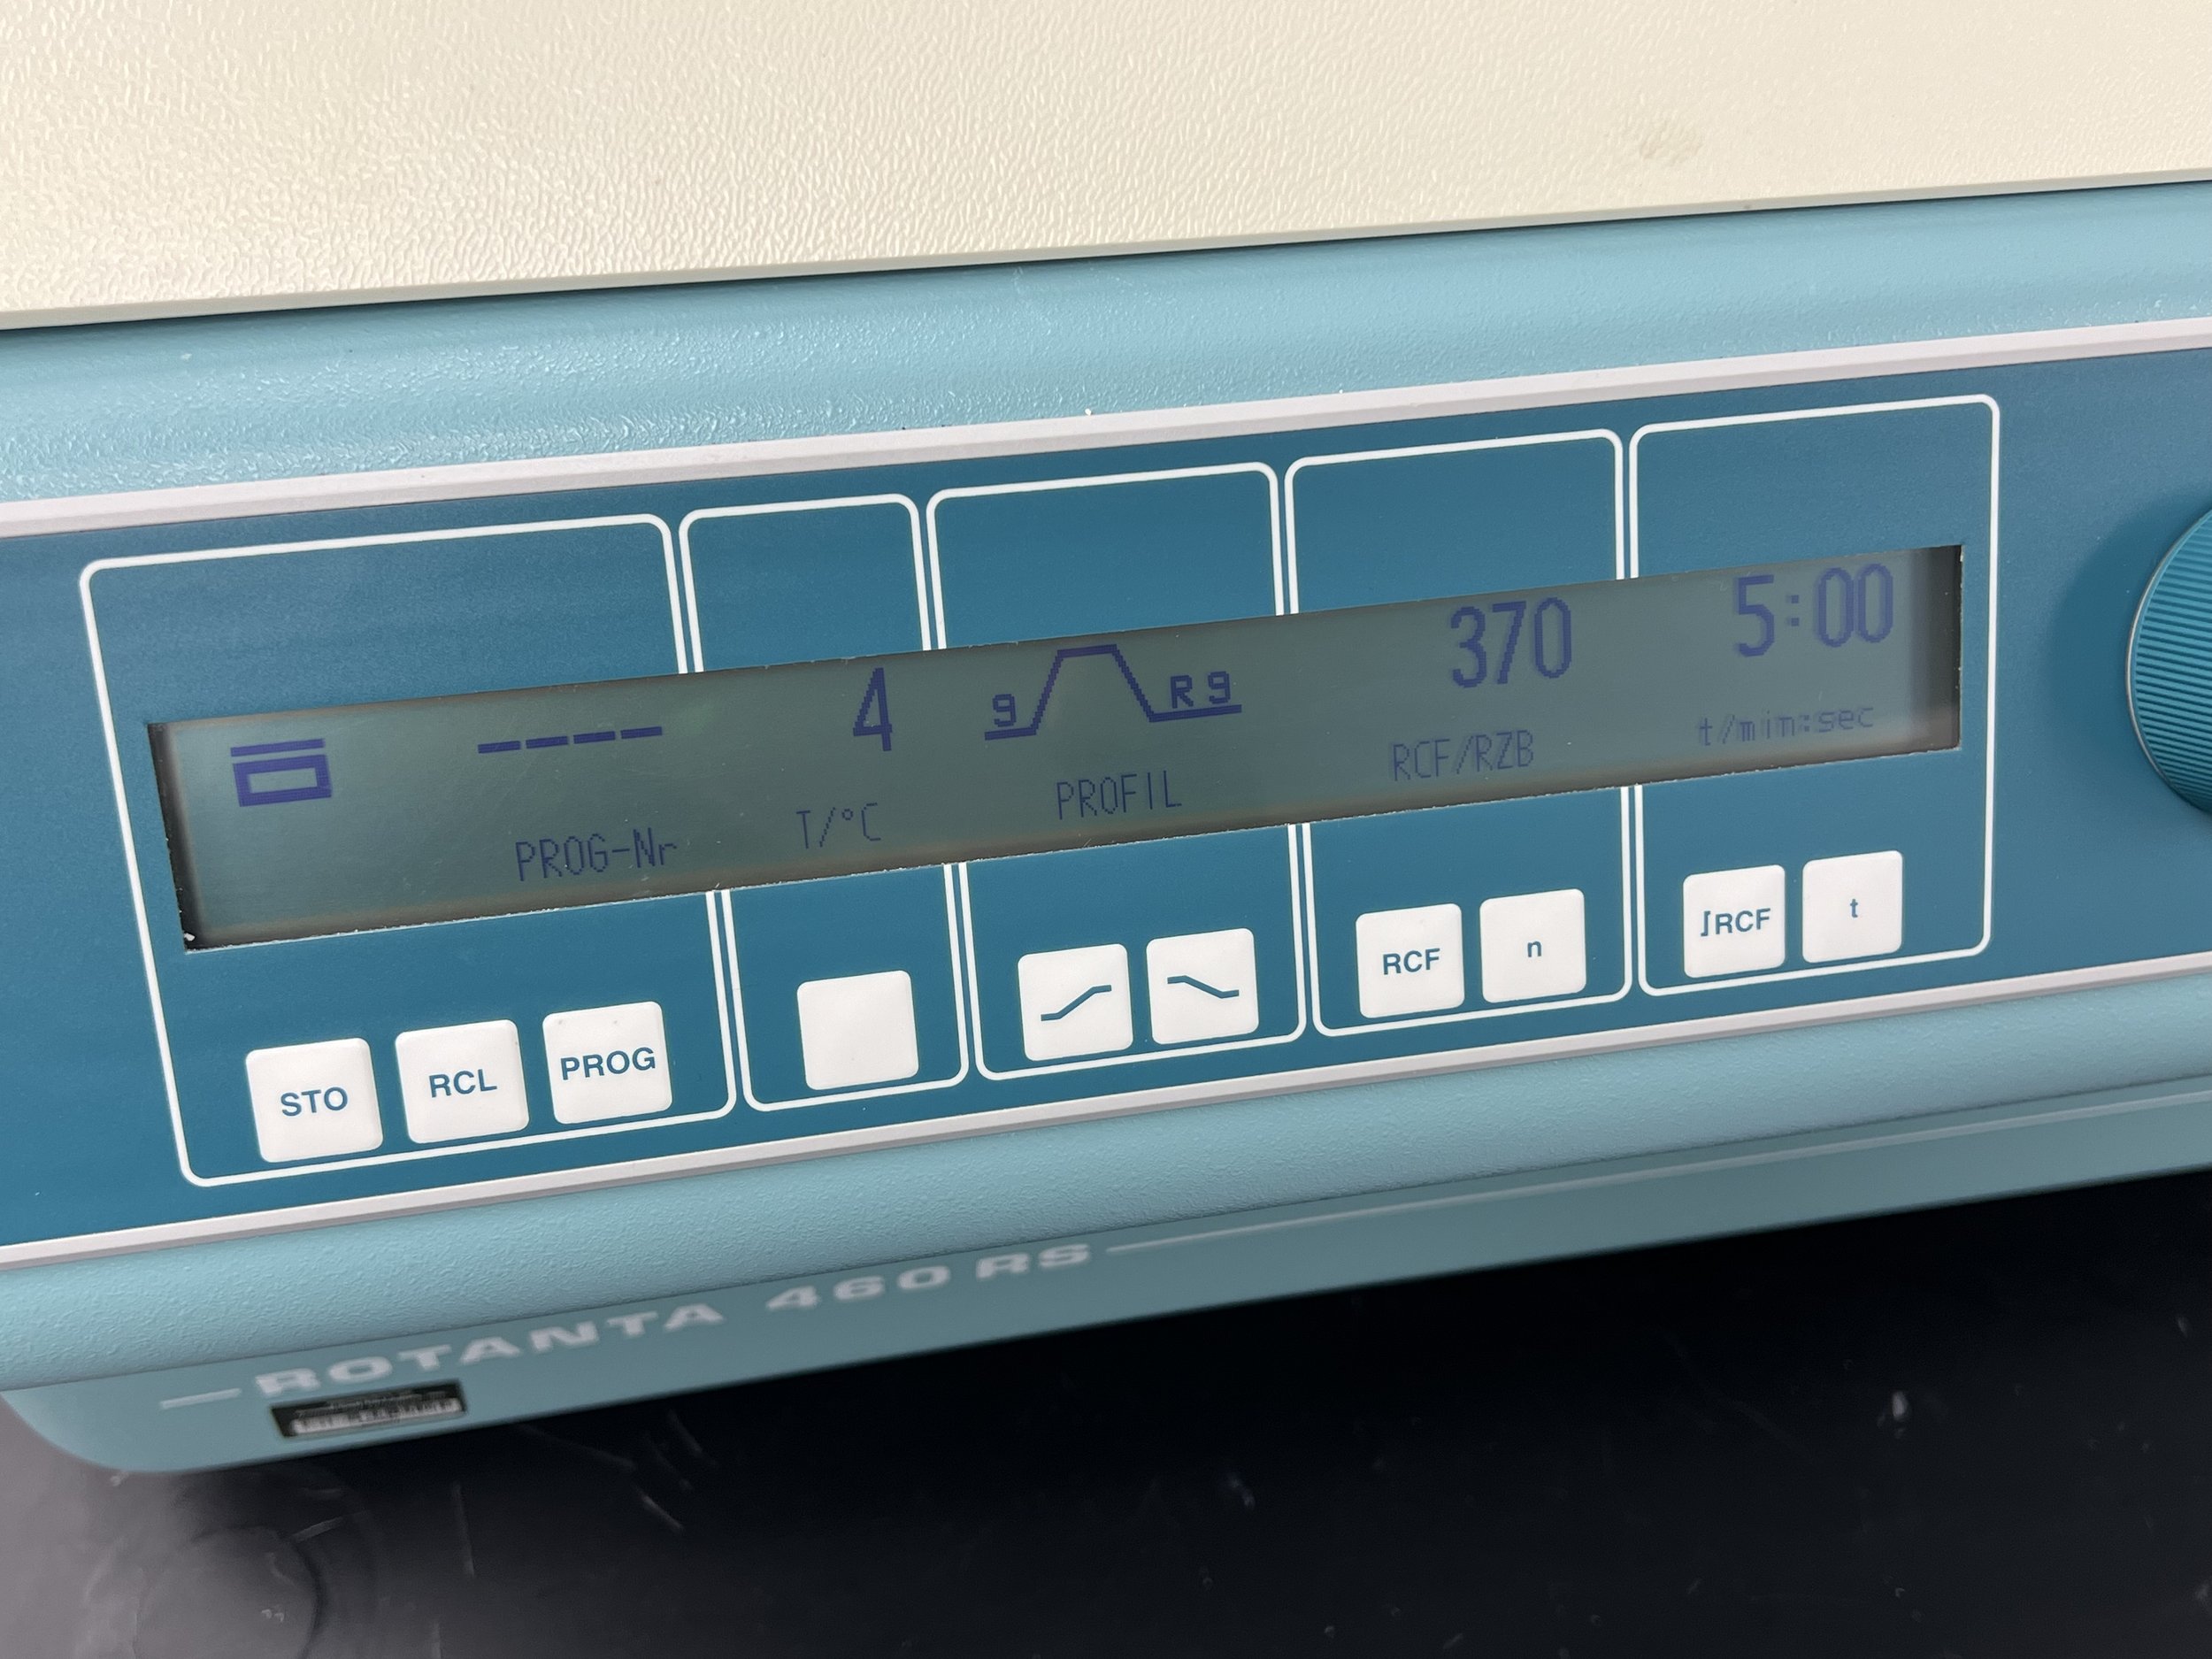 ---- 4 9 R 9 370 5:00
PROG-Nr T/°C PROFIL RCF/RZB t/min:sec
STO RCL PROG RCF n ∫RCF t
ROTANTA 460 RS